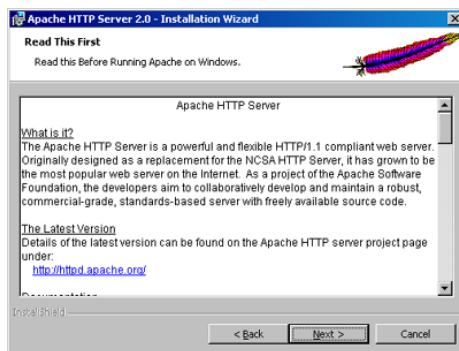 Apache HTTP Server 2.0 - Installation Wizard
Read This First
Read this Before Running Apache on Windows.
Apache HTTP Server
What is it?
The Apache HTTP Server is a powerful and flexible HTTP/1.1 compliant web server.
Originally designed as a replacement for the NCSA HTTP Server, it has grown to be
the most popular web server on the Internet. As a project of the Apache Software
Foundation, the developers aim to collaboratively develop and maintain a robust,
commercial-grade, standards-based server with freely available source code.
The Latest Version
Details of the latest version can be found on the Apache HTTP server project page
under:
http://httpd.apache.org/
Documentation
InstallShield
< Back
Next >
Cancel